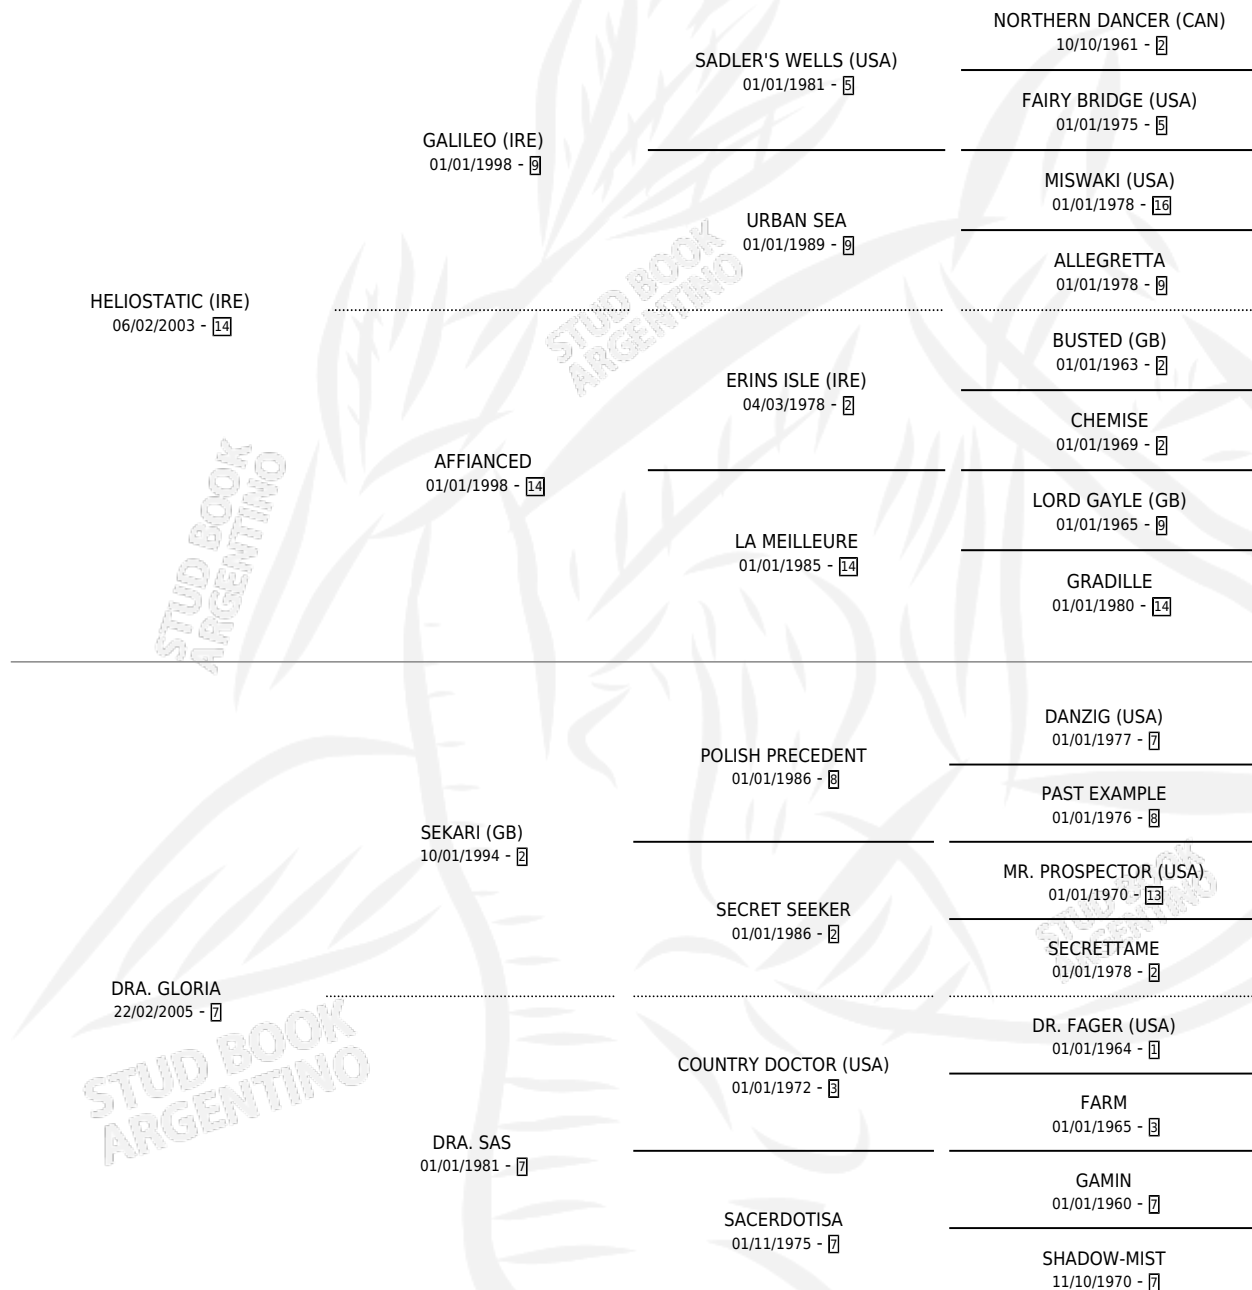 NORTHERN DANCER (CAN)
10/10/1961 - 2
SADLER'S WELLS (USA)
01/01/1981 - 5
FAIRY BRIDGE (USA)
01/01/1975 - 5
GALILEO (IRE)
01/01/1998 - 9
MISWAKI (USA)
01/01/1978 - 16
URBAN SEA
01/01/1989 - 9
ALLEGRETTA
01/01/1978 - 9
HELIOSTATIC (IRE)
06/02/2003 - 14
BUSTED (GB)
01/01/1963 - 2
ERINS ISLE (IRE)
04/03/1978 - 2
CHEMISE
01/01/1969 - 2
AFFIANCED
01/01/1998 - 14
LORD GAYLE (GB)
01/01/1965 - 9
LA MEILLEURE
01/01/1985 - 14
GRADILLE
01/01/1980 - 14
DANZIG (USA)
01/01/1977 - 7
POLISH PRECEDENT
01/01/1986 - 8
PAST EXAMPLE
01/01/1976 - 8
SEKARI (GB)
10/01/1994 - 2
MR. PROSPECTOR (USA)
01/01/1970 - 13
SECRET SEEKER
01/01/1986 - 2
SECRETTAME
01/01/1978 - 2
DRA. GLORIA
22/02/2005 - 7
DR. FAGER (USA)
01/01/1964 - 1
COUNTRY DOCTOR (USA)
01/01/1972 - 3
FARM
01/01/1965 - 3
DRA. SAS
01/01/1981 - 7
GAMIN
01/01/1960 - 7
SACERDOTISA
01/11/1975 - 7
SHADOW-MIST
11/10/1970 - 7
STUD BOOK
ARGENTINO
STUD BOOK
ARGENTINO
STUD BOOK
ARGENTINO
STUD BOOK
ARGENTINO